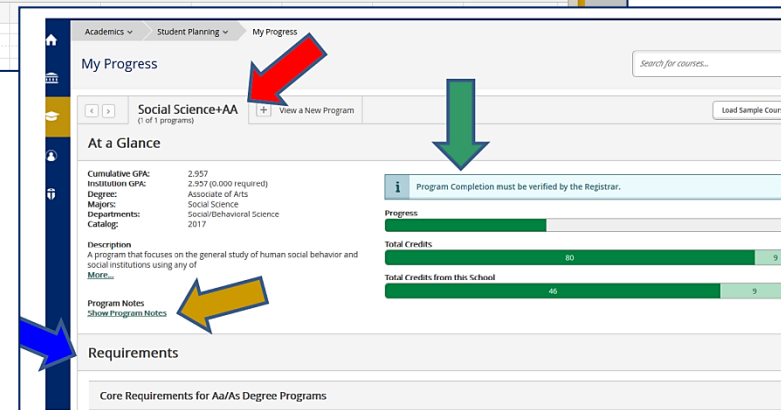 Academics Student Planning My Progress
My Progress
Search for courses...
Social Science+AA
(1 of 1 programs)
+ View a New Program
Load Sample Cours
At a Glance
Cumulative GPA: 2.957
Institution GPA: 2.957 (0.000 required)
Degree: Associate of Arts
Majors: Social Science
Departments: Social/Behavioral Science
Catalog: 2017
Description
A program that focuses on the general study of human social behavior and
social institutions using any of
More...
Program Notes
Show Program Notes
i Program Completion must be verified by the Registrar.
Progress
Total Credits
80 9
Total Credits from this School
46 9
Requirements
Core Requirements for Aa/As Degree Programs